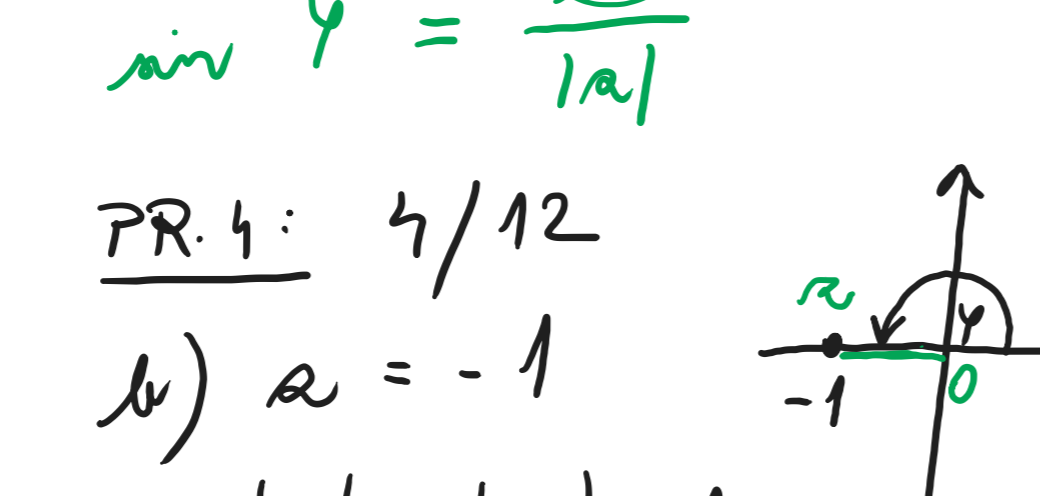 sin φ = |z|
PR. 4: 4/12
b) z = - 1
z
φ
-1
0